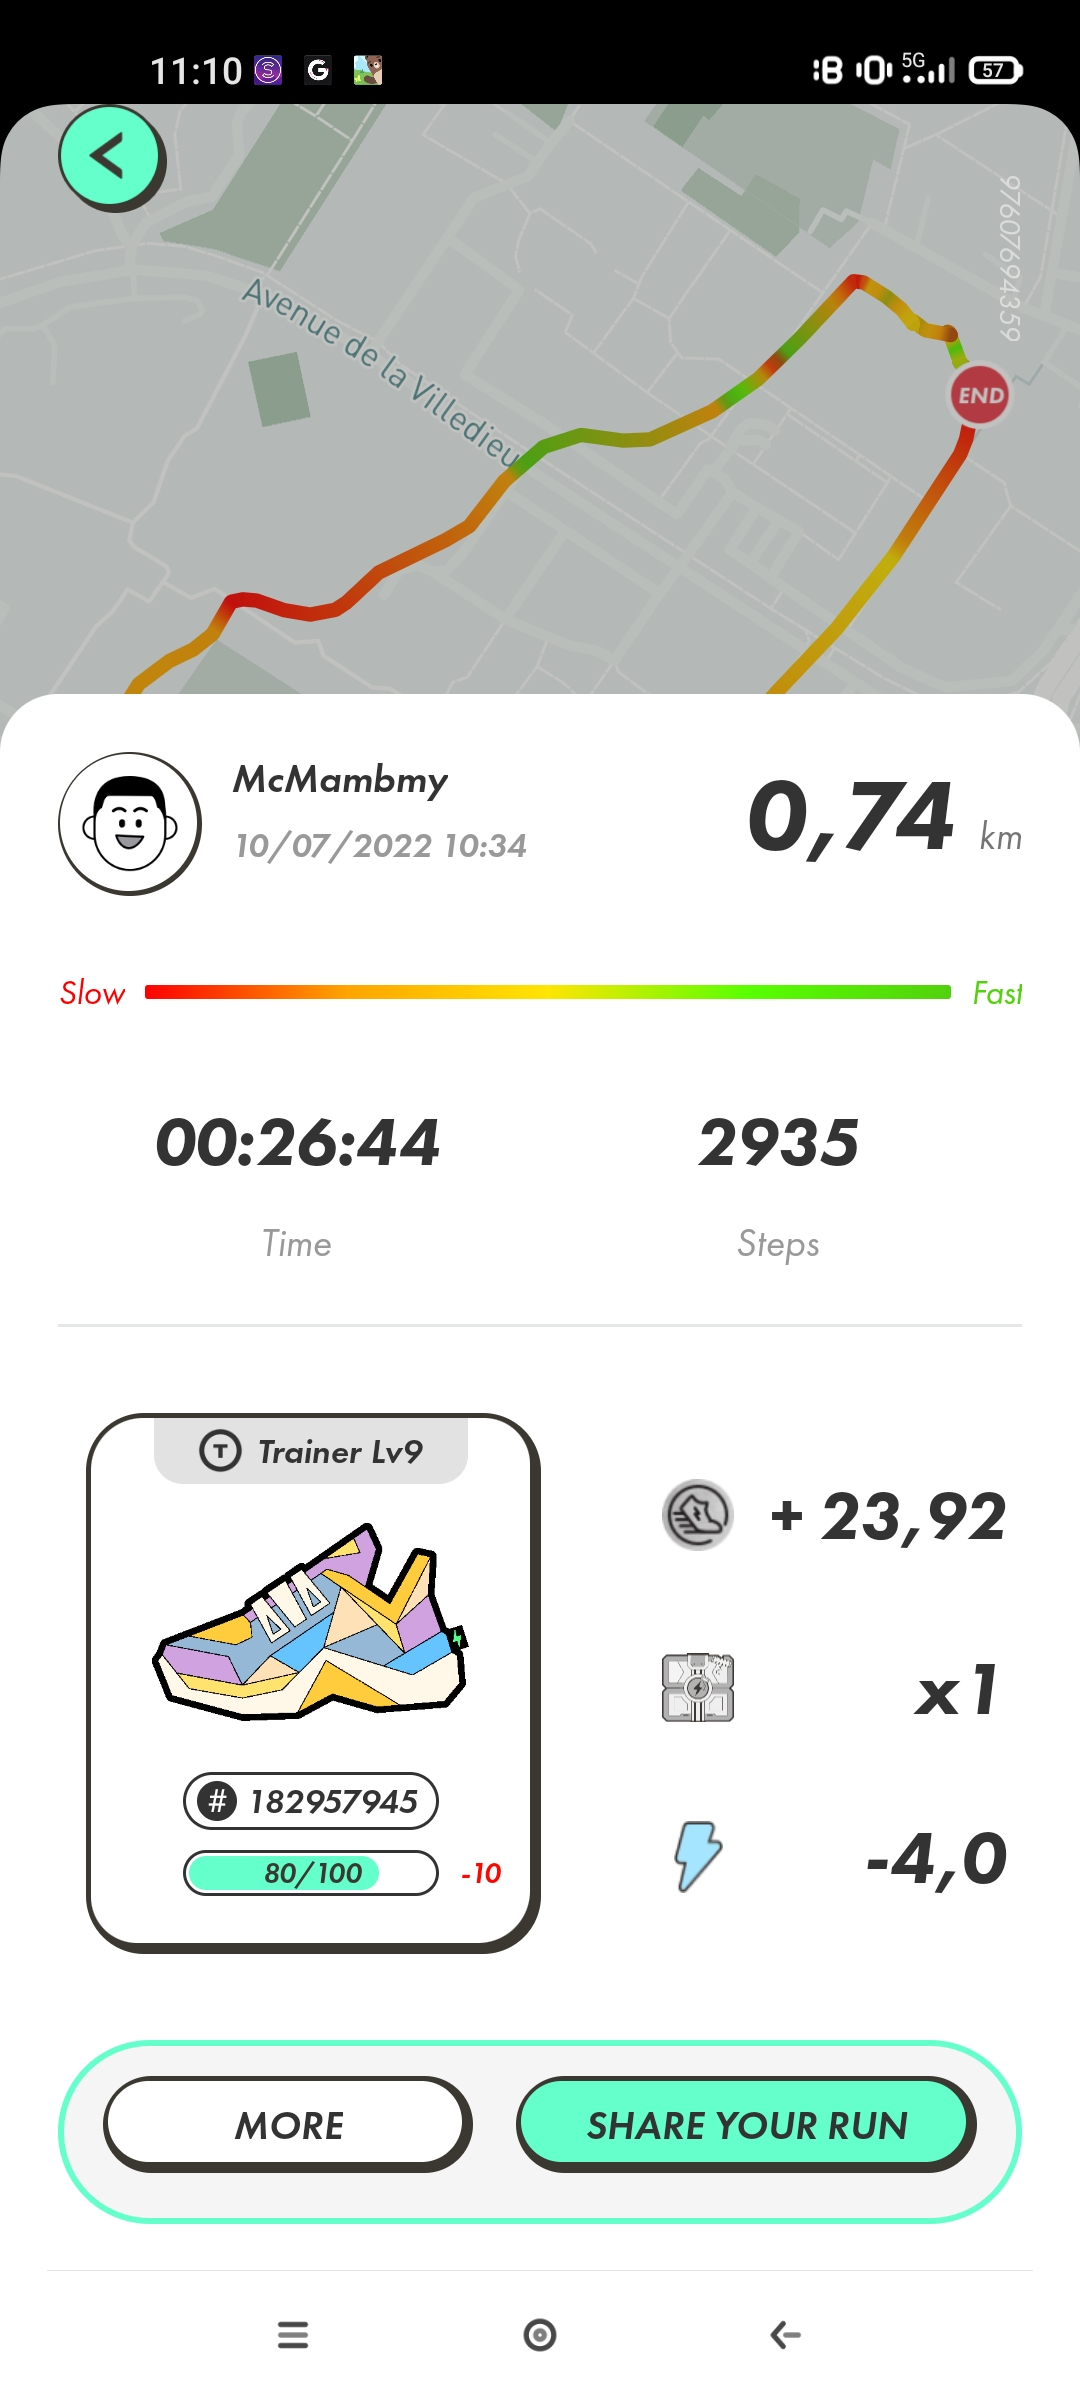 11:10
5G
57
97607694359
Avenue de la Villedieu
END
McMambmy
10/07/2022 10:34
0,74 km
Slow
Fast
00:26:44
2935
Time
Steps
Trainer Lv9
# 182957945
80/100 -10
+ 23,92
x1
-4,0
MORE
SHARE YOUR RUN